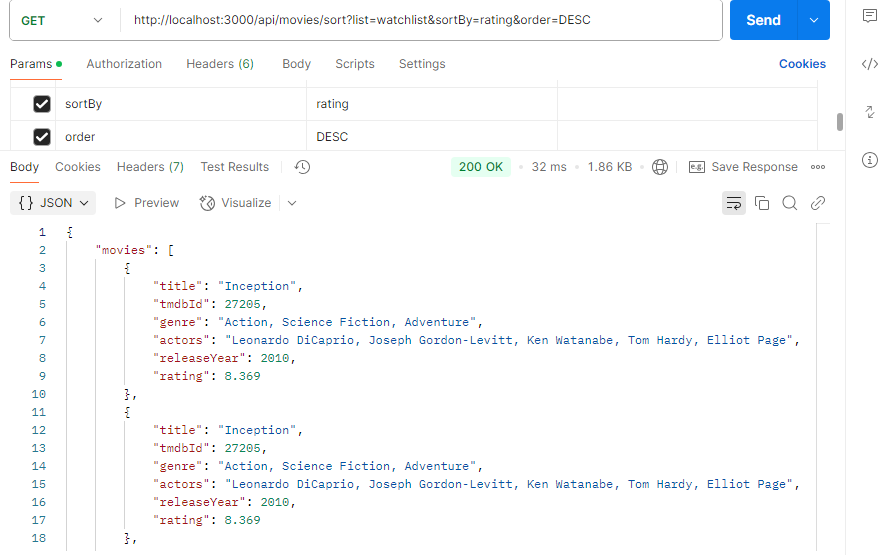 GET http://localhost:3000/api/movies/sort?list=watchlist&sortBy=rating&order=DESC Send
Params Authorization Headers (6) Body Scripts Settings Cookies
sortBy rating
order DESC
Body Cookies Headers (7) Test Results 200 OK • 32 ms • 1.86 KB • e.g. Save Response
{} JSON Preview Visualize
1 {
2 "movies": [
3 {
4 "title": "Inception",
5 "tmdbId": 27205,
6 "genre": "Action, Science Fiction, Adventure",
7 "actors": "Leonardo DiCaprio, Joseph Gordon-Levitt, Ken Watanabe, Tom Hardy, Elliot Page",
8 "releaseYear": 2010,
9 "rating": 8.369
10 },
11 {
12 "title": "Inception",
13 "tmdbId": 27205,
14 "genre": "Action, Science Fiction, Adventure",
15 "actors": "Leonardo DiCaprio, Joseph Gordon-Levitt, Ken Watanabe, Tom Hardy, Elliot Page",
16 "releaseYear": 2010,
17 "rating": 8.369
18 },